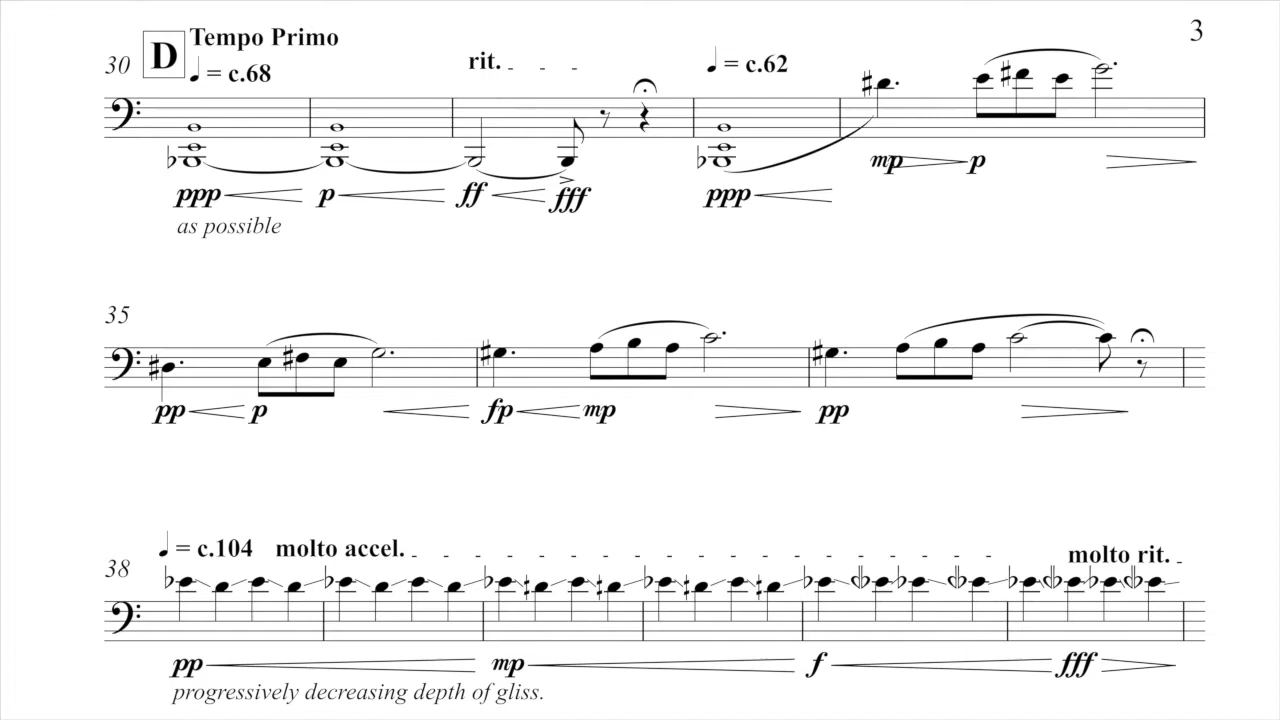 3
D Tempo Primo
30 = c.68 rit. = c.62
ppp p ff fff ppp mp p
as possible
35
pp p fp mp pp
= c.104 molto accel. molto rit.
38
pp mp f fff
progressively decreasing depth of gliss.